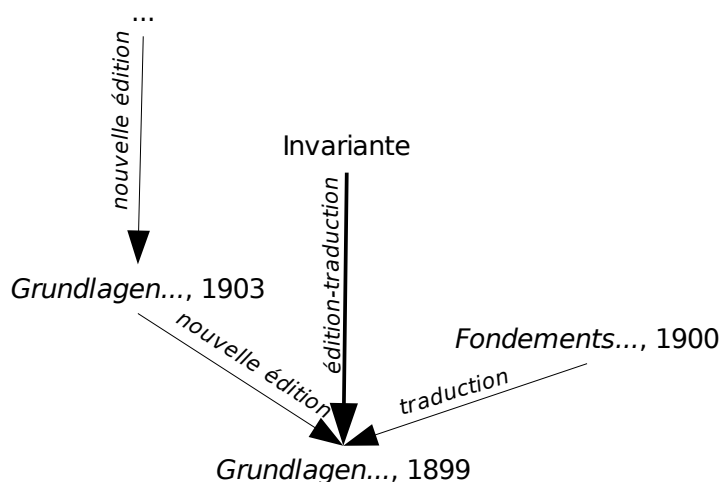 ...
nouvelle édition
Invariante
édition-traduction
Grundlagen..., 1903
nouvelle édition
Fondements..., 1900
traduction
Grundlagen..., 1899